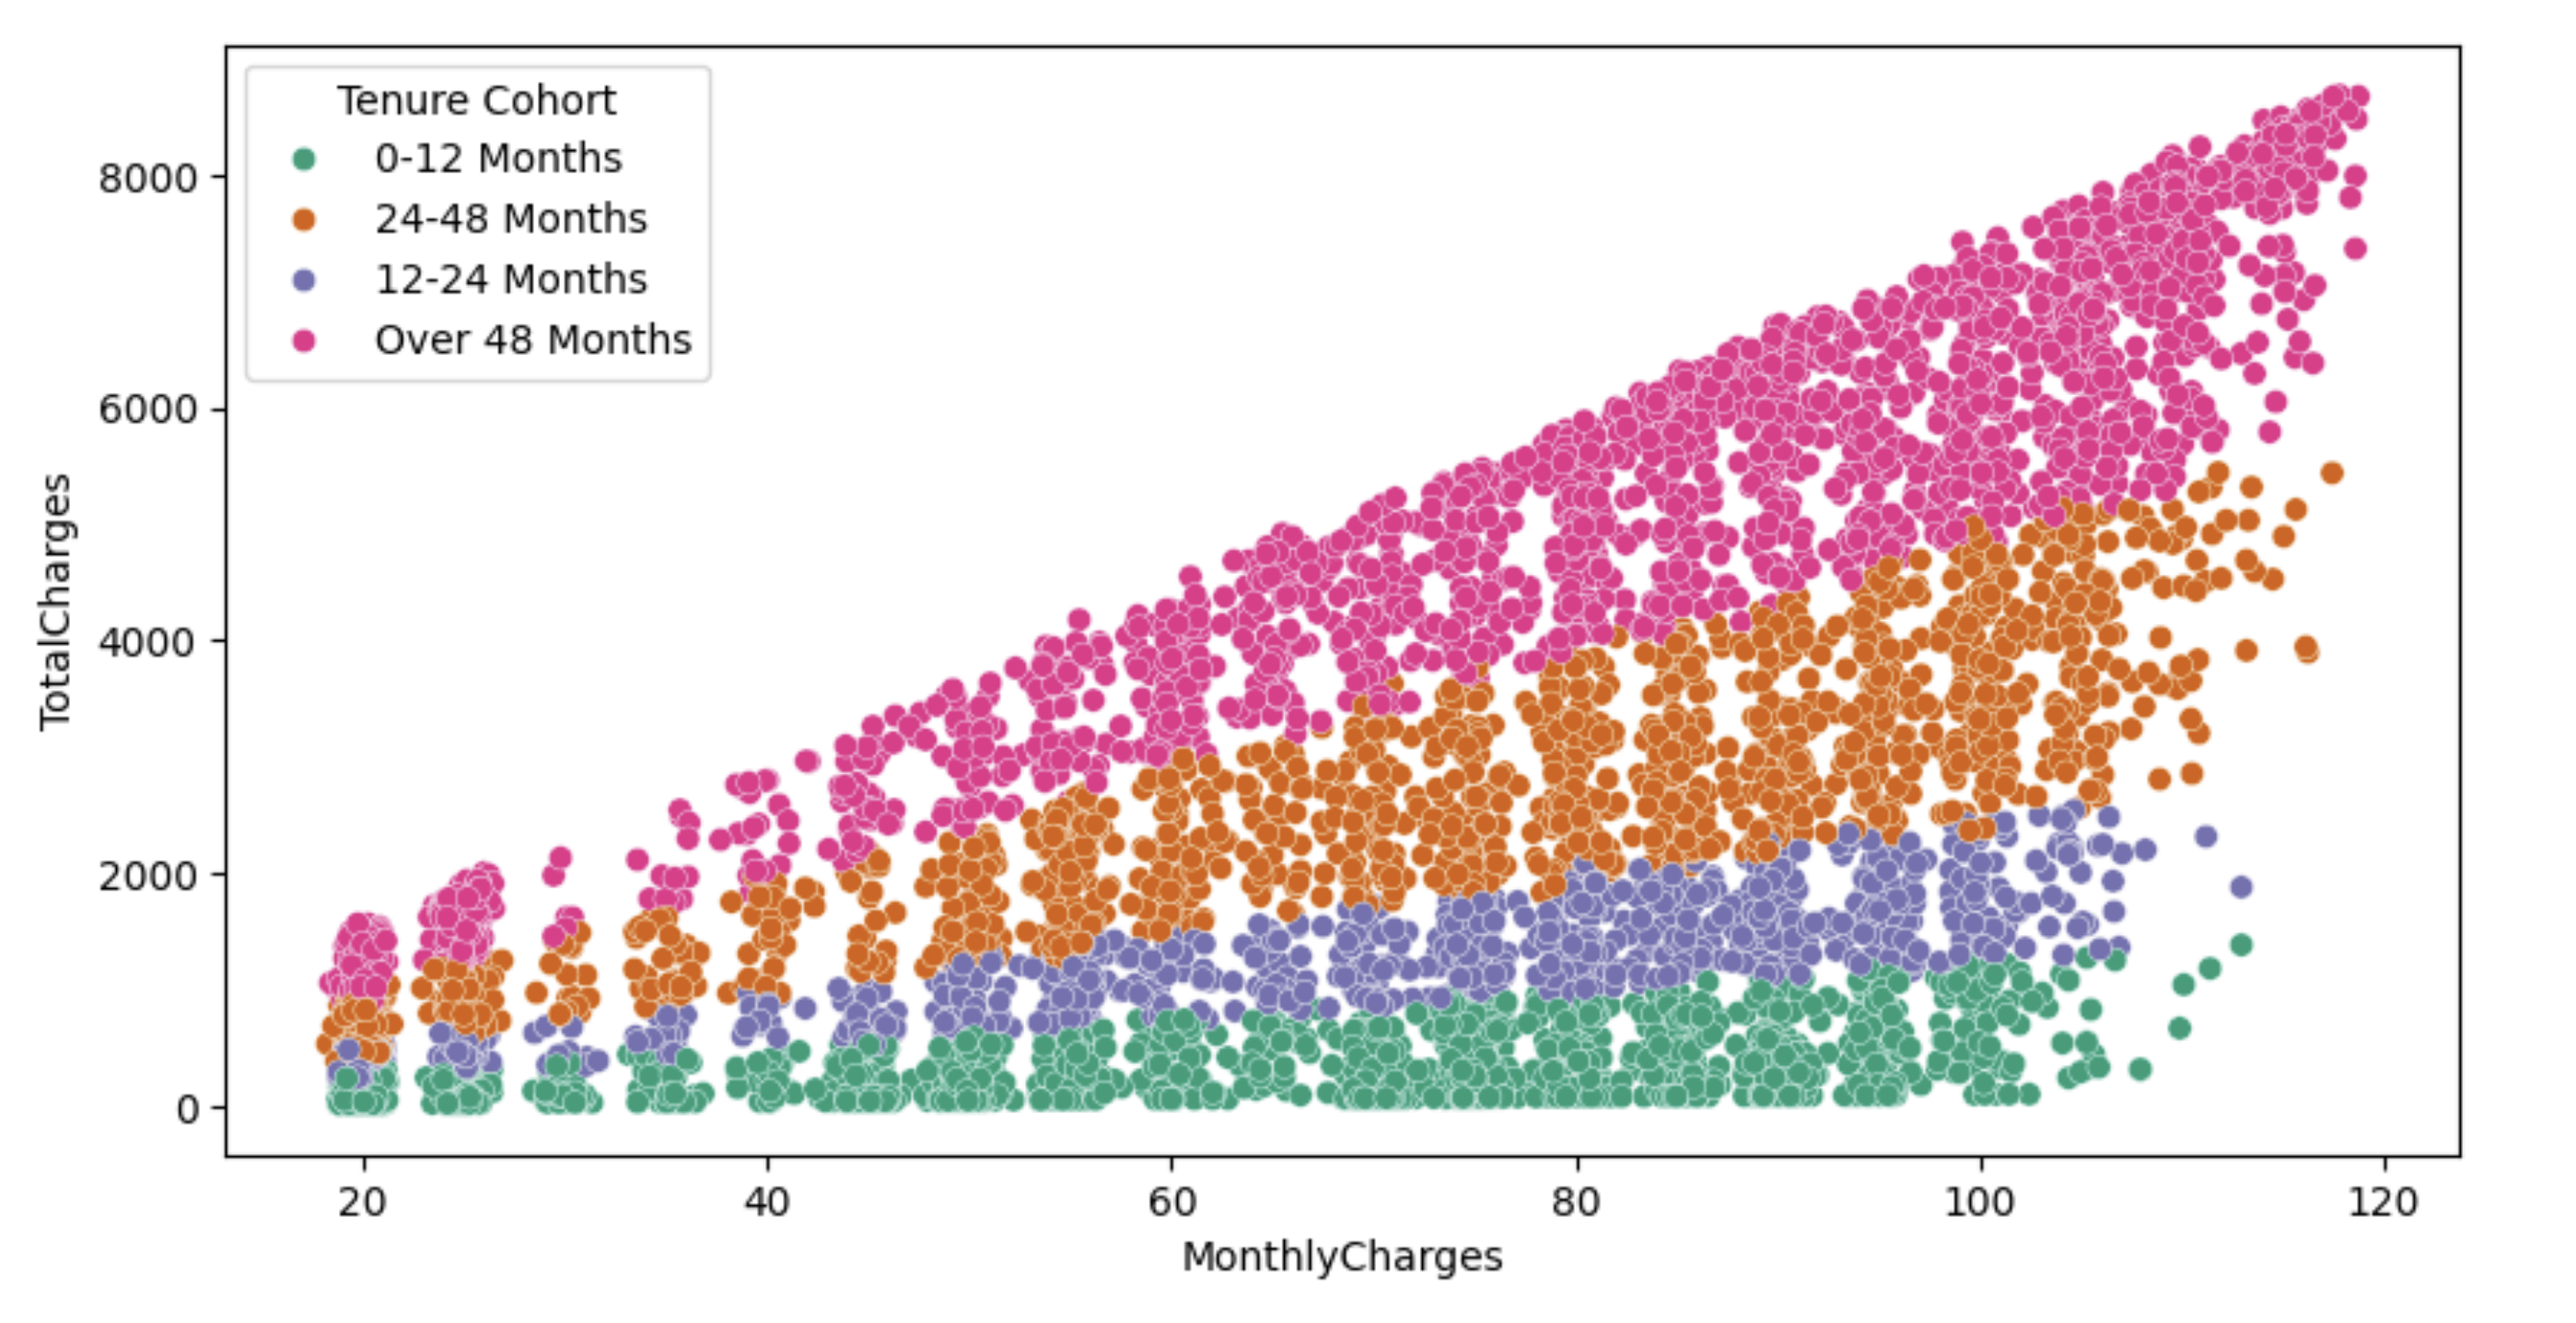 Tenure Cohort
0-12 Months
24-48 Months
12-24 Months
Over 48 Months
TotalCharges
8000
6000
4000
2000
0
20 40 60 80 100 120
MonthlyCharges